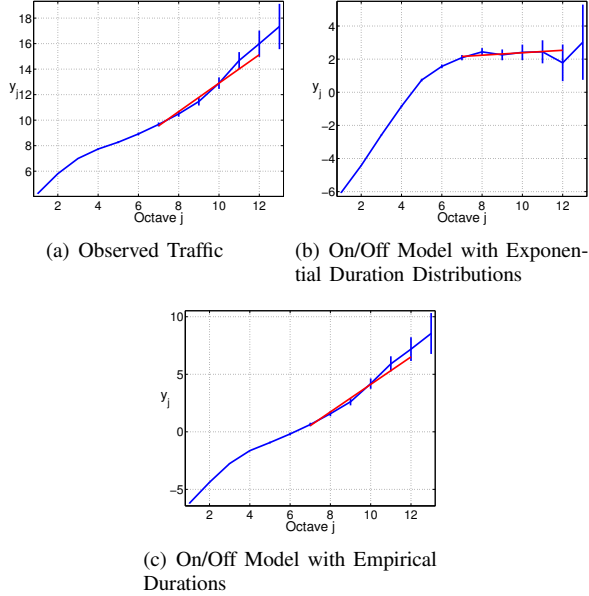 18
16
14
y_j12
10
8
6
2 4 6 8 10 12
Octave j
(a) Observed Traffic
4
2
y_j
0
−2
−4
−6
2 4 6 8 10 12
Octave j
(b) On/Off Model with Exponen-
tial Duration Distributions
10
5
y_j
0
−5
2 4 6 8 10 12
Octave j
(c) On/Off Model with Empirical
Durations